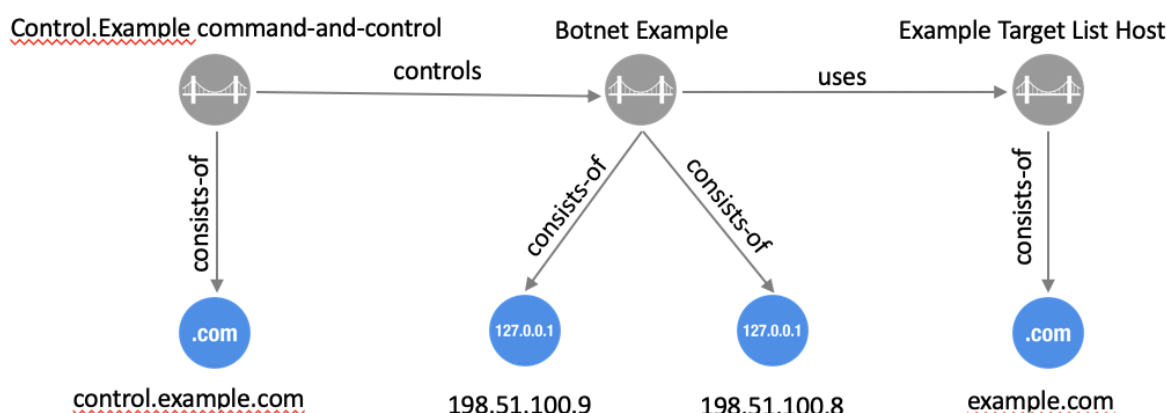 Control.Example command-and-control
Botnet Example
Example Target List Host
controls
uses
consists-of
consists-of
consists-of
consists-of
.com
127.0.0.1
127.0.0.1
.com
control.example.com
198.51.100.9
198.51.100.8
example.com